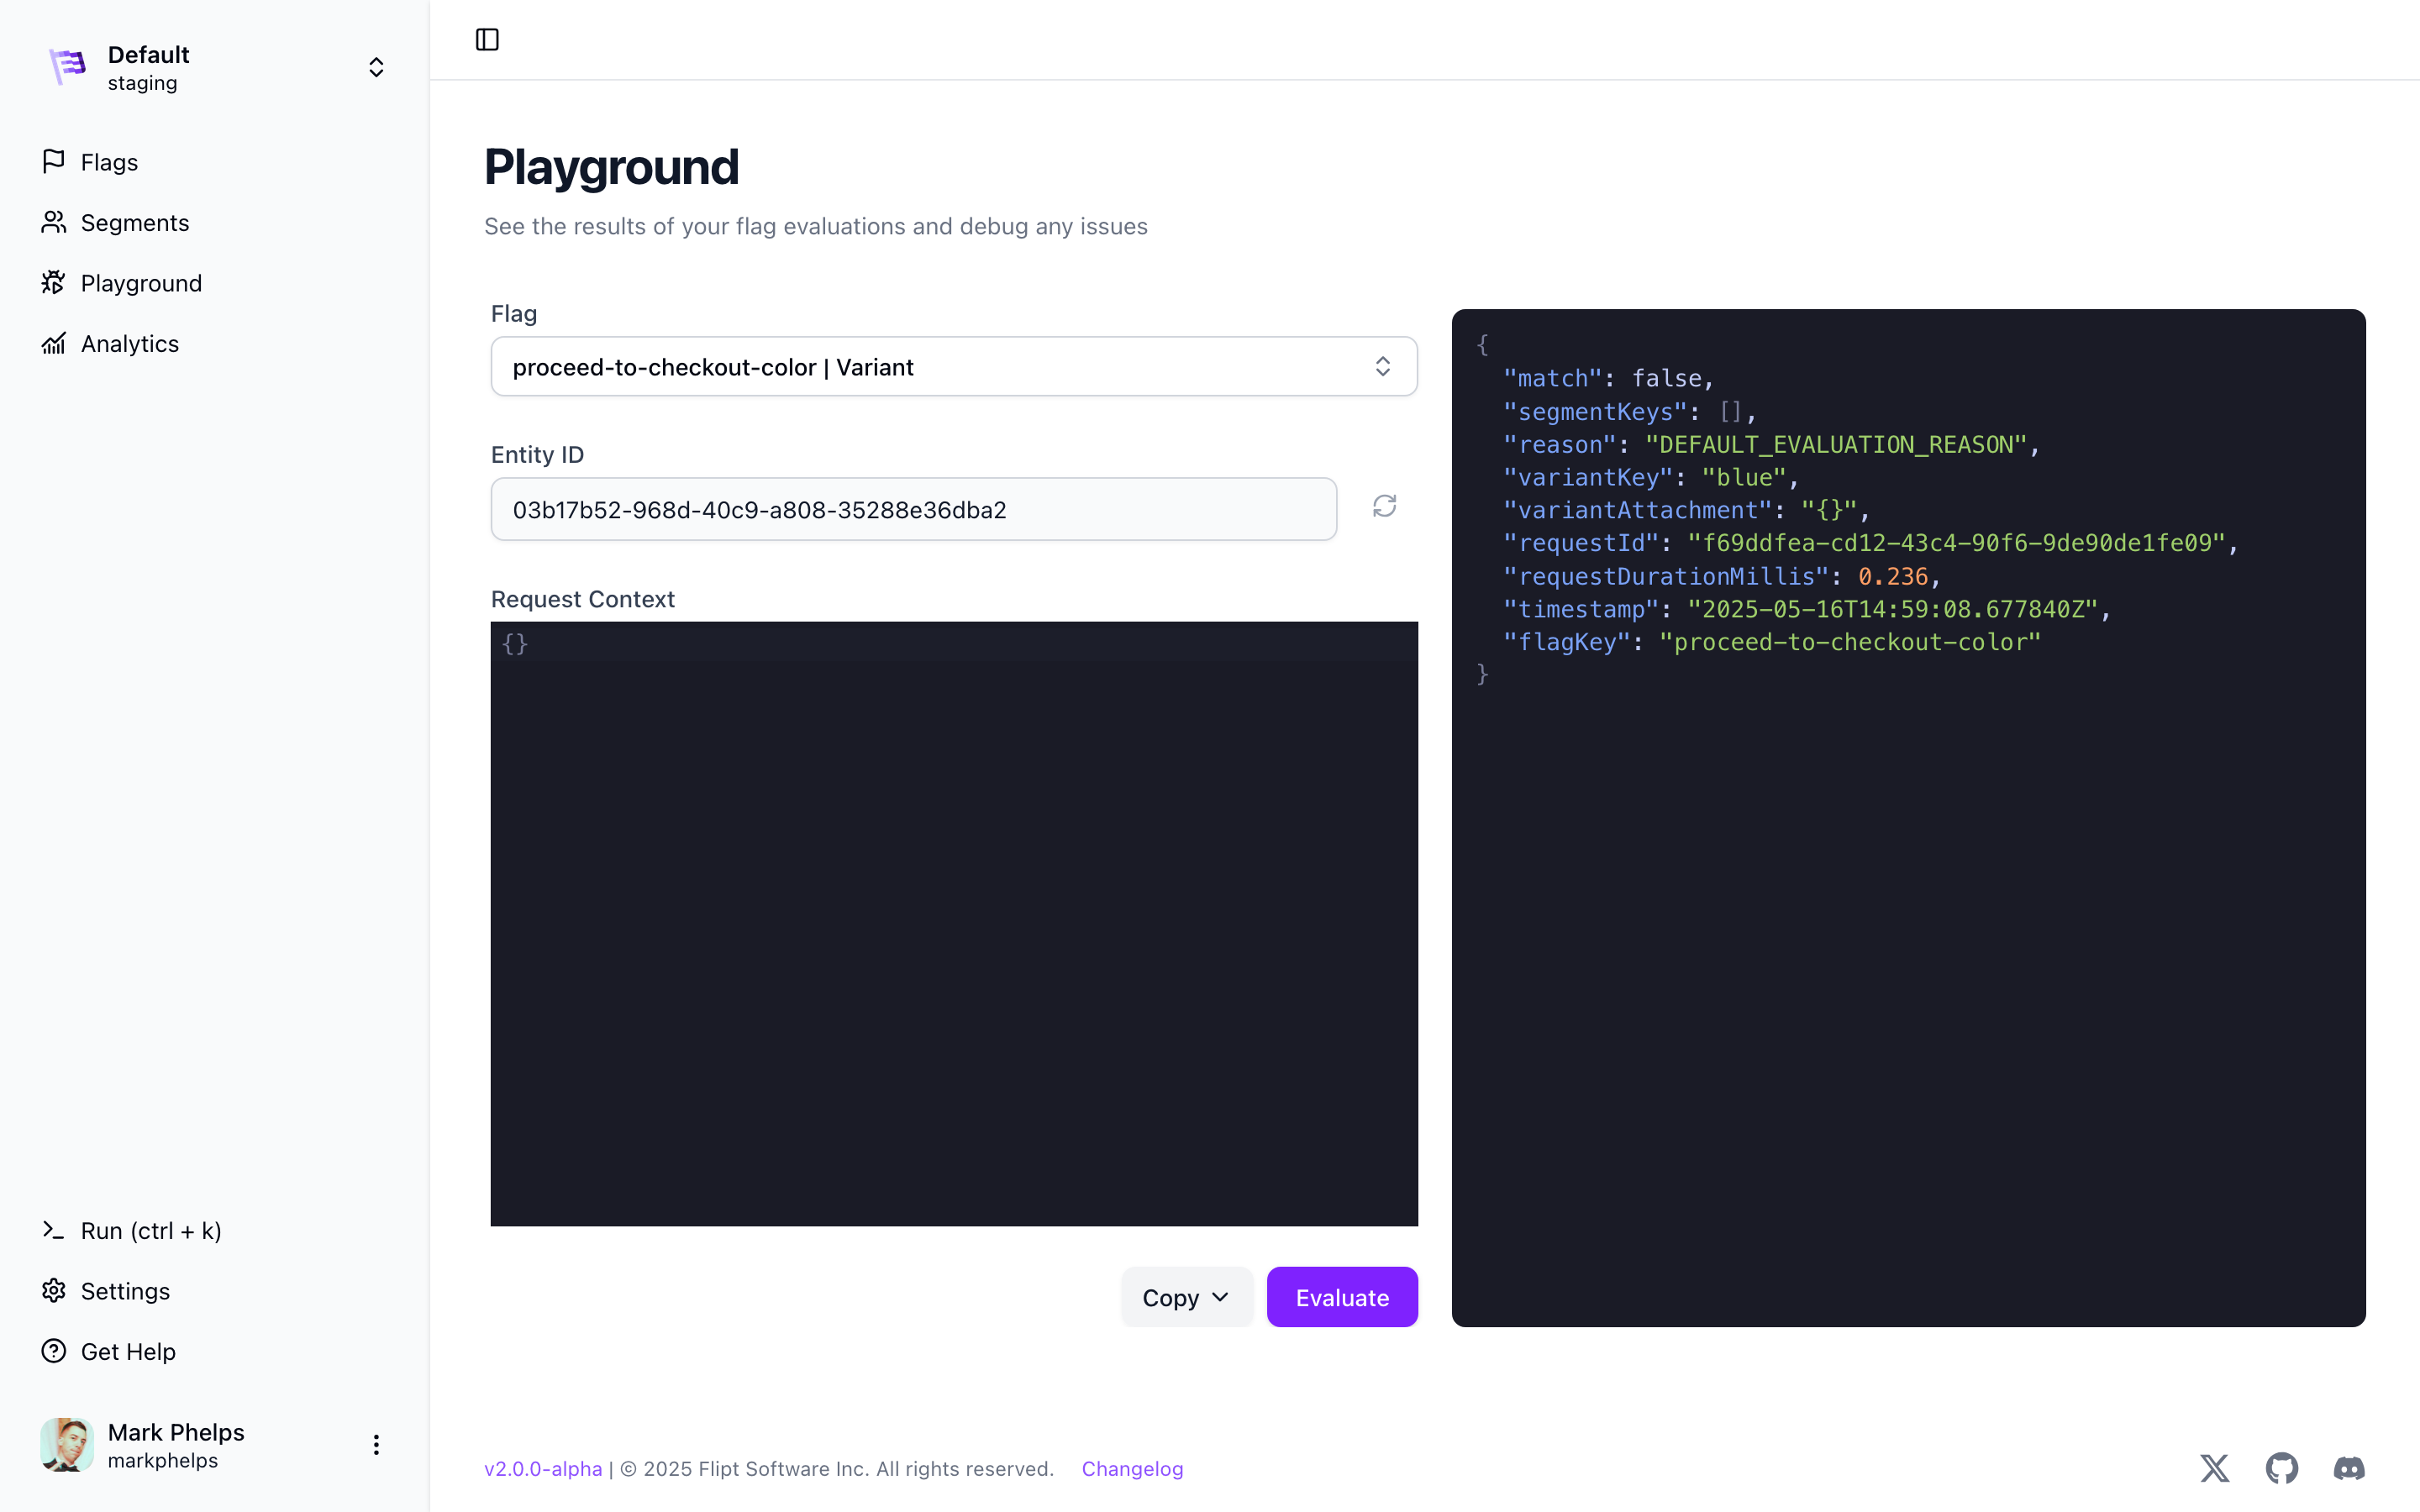 Default
staging
Flags
Segments
Playground
Analytics
Run (ctrl + k)
Settings
Get Help
Mark Phelps
markphelps
Playground
See the results of your flag evaluations and debug any issues
Flag
proceed-to-checkout-color | Variant
Entity ID
03b17b52-968d-40c9-a808-35288e36dba2
Request Context
{}
Copy
Evaluate
{
  "match": false,
  "segmentKeys": [],
  "reason": "DEFAULT_EVALUATION_REASON",
  "variantKey": "blue",
  "variantAttachment": "{}",
  "requestId": "f69ddfea-cd12-43c4-90f6-9de90de1fe09",
  "requestDurationMillis": 0.236,
  "timestamp": "2025-05-16T14:59:08.677840Z",
  "flagKey": "proceed-to-checkout-color"
}
v2.0.0-alpha | © 2025 Flipt Software Inc. All rights reserved. Changelog